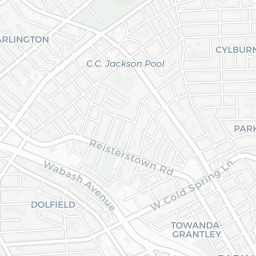 ARLINGTON
CYLBURN
C.C. Jackson Pool
PARK
Reisterstown Rd
Wabash Avenue
W Cold Spring Ln
DOLFIELD
TOWANDA-
GRANTLEY